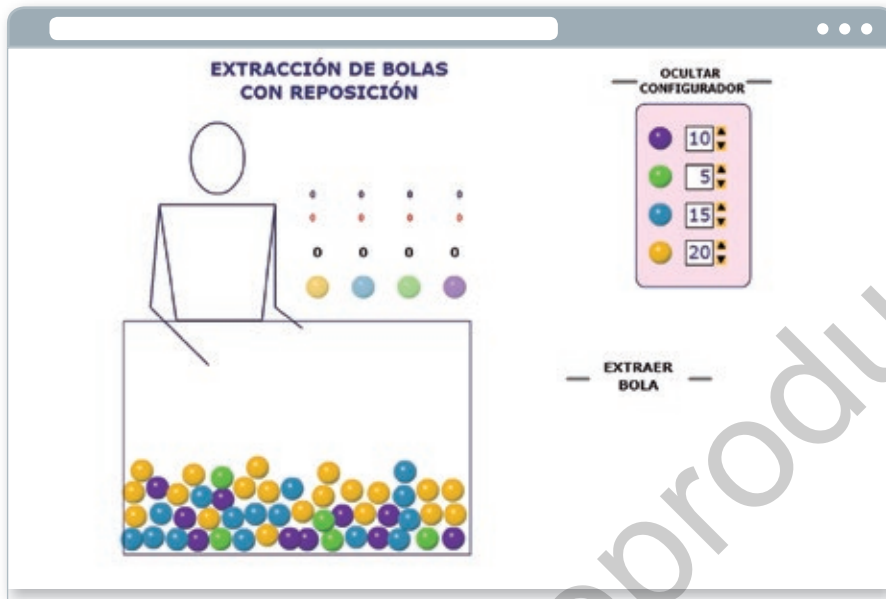 EXTRACCIÓN DE BOLAS
CON REPOSICIÓN
OCULTAR
CONFIGURADOR
10
5
15
20
0 0 0 0
EXTRAER
BOLA